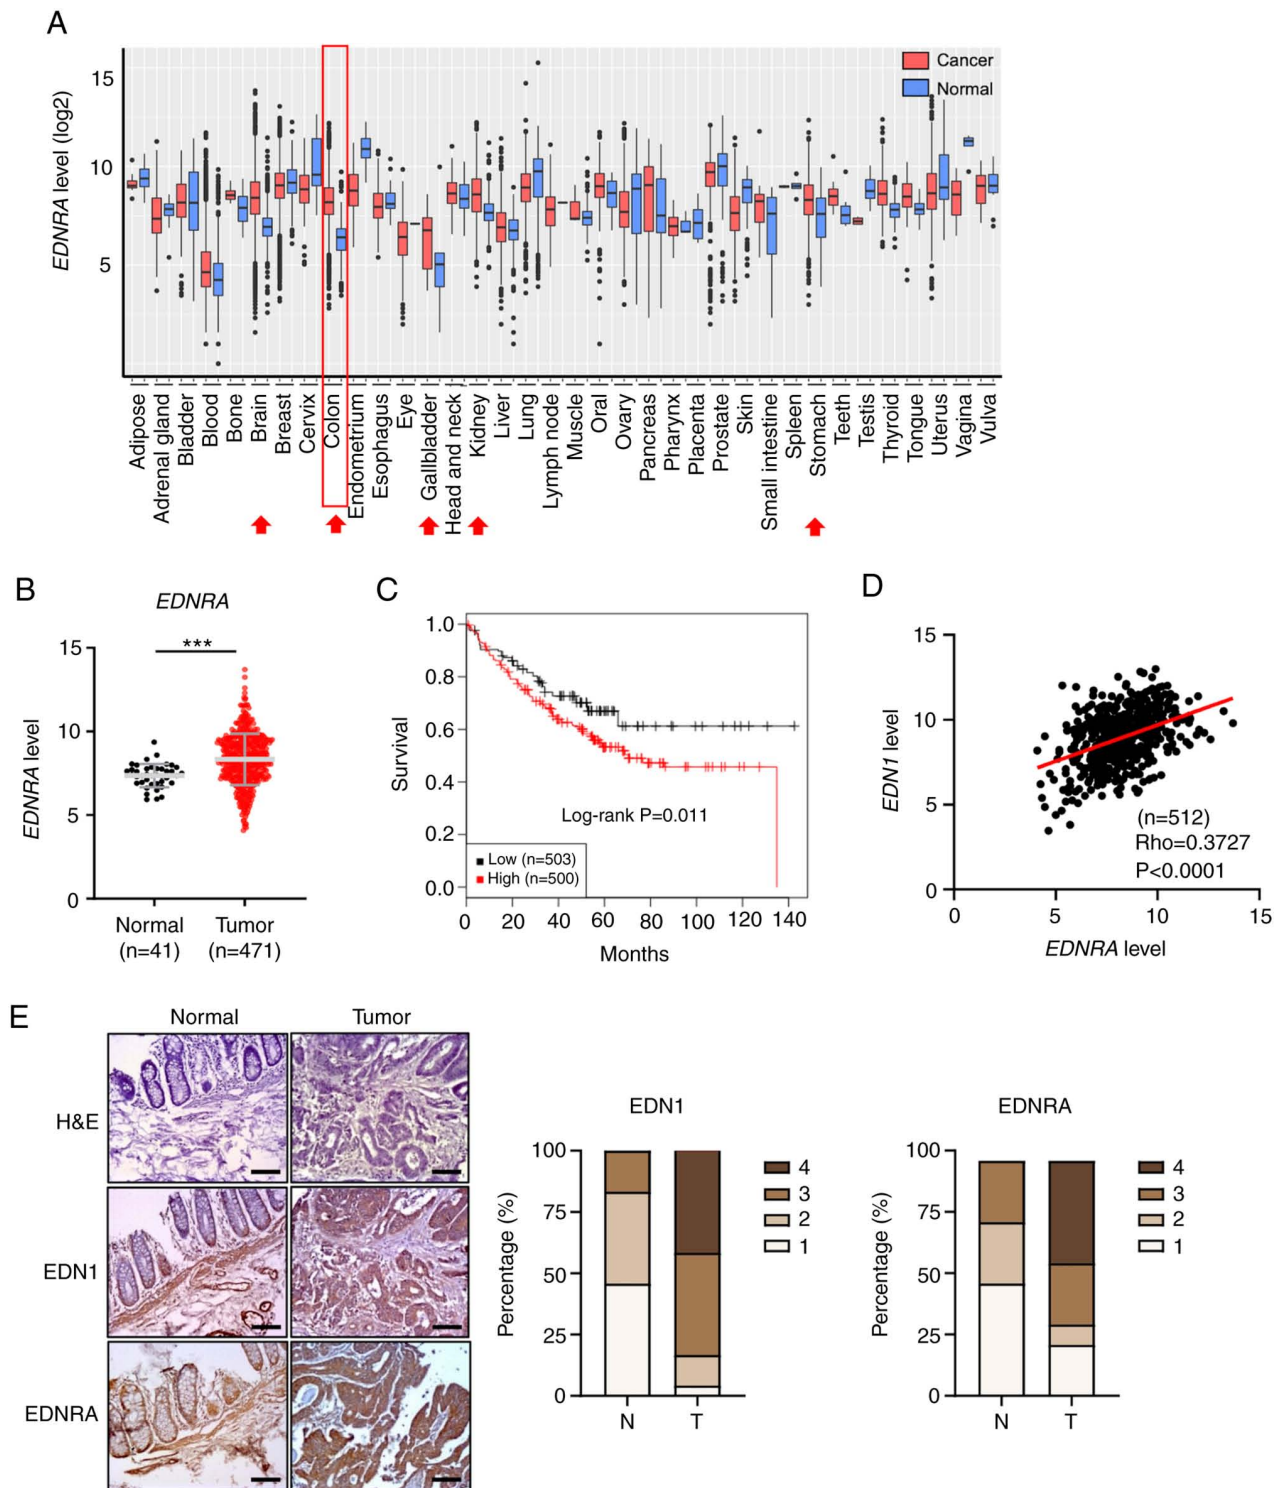 A
EDNRA level (log2)
15
10
5
Cancer
Normal
Adipose
Adrenal gland
Bladder
Blood
Bone
Brain
Breast
Cervix
Colon
Endometrium
Esophagus
Eye
Gallbladder
Head and neck
Kidney
Liver
Lung
Lymph node
Muscle
Oral
Ovary
Pancreas
Pharynx
Placenta
Prostate
Skin
Small intestine
Spleen
Stomach
Teeth
Testis
Thyroid
Tongue
Uterus
Vagina
Vulva
B
EDNRA
***
EDNRA level
15
10
5
0
Normal
(n=41)
Tumor
(n=471)
C
Survival
1.0
0.8
0.6
0.4
0.2
0.0
Log-rank P=0.011
Low (n=503)
High (n=500)
0 20 40 60 80 100 120 140
Months
D
EDN1 level
15
10
5
0
(n=512)
Rho=0.3727
P<0.0001
0 5 10 15
EDNRA level
E
Normal Tumor
H&E
EDN1
EDNRA
EDN1
Percentage (%)
100
75
50
25
0
N T
4
3
2
1
EDNRA
Percentage (%)
100
75
50
25
0
N T
4
3
2
1